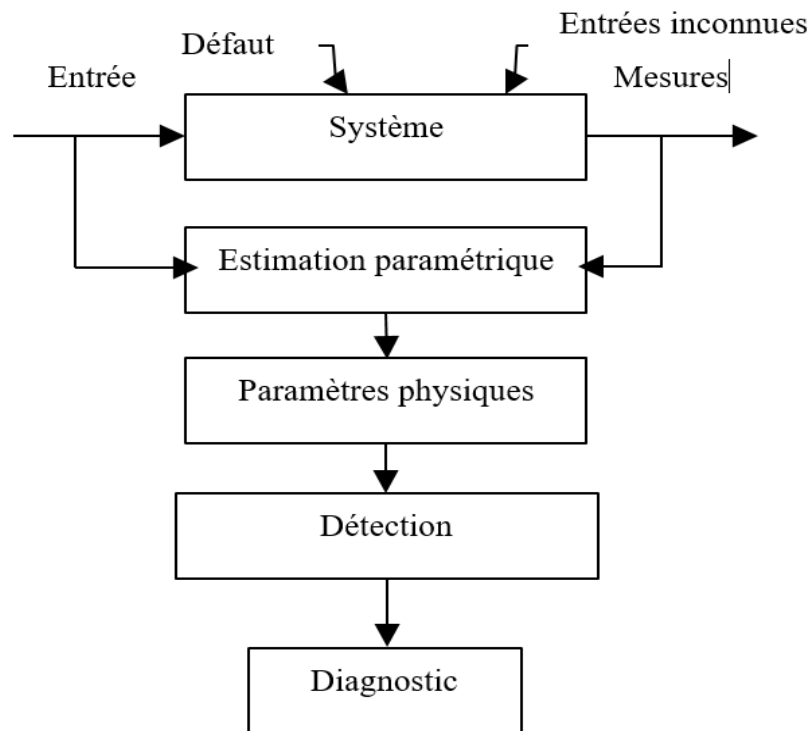 Entrées inconnues
Défaut
Entrée
Mesures
Système
Estimation paramétrique
Paramètres physiques
Détection
Diagnostic